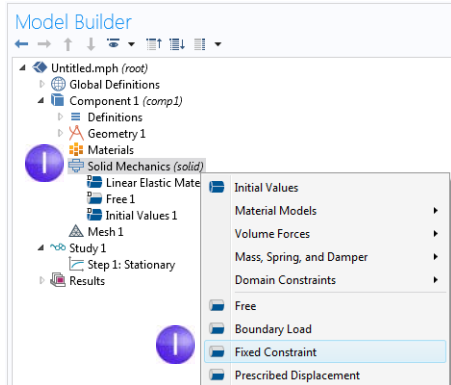 Model Builder
Untitled.mph (root)
Global Definitions
Component 1 (comp1)
Definitions
Geometry 1
Materials
Solid Mechanics (solid)
Linear Elastic Mate
Free 1
Initial Values 1
Mesh 1
Study 1
Step 1: Stationary
Results
Initial Values
Material Models
Volume Forces
Mass, Spring, and Damper
Domain Constraints
Free
Boundary Load
Fixed Constraint
Prescribed Displacement
I
I